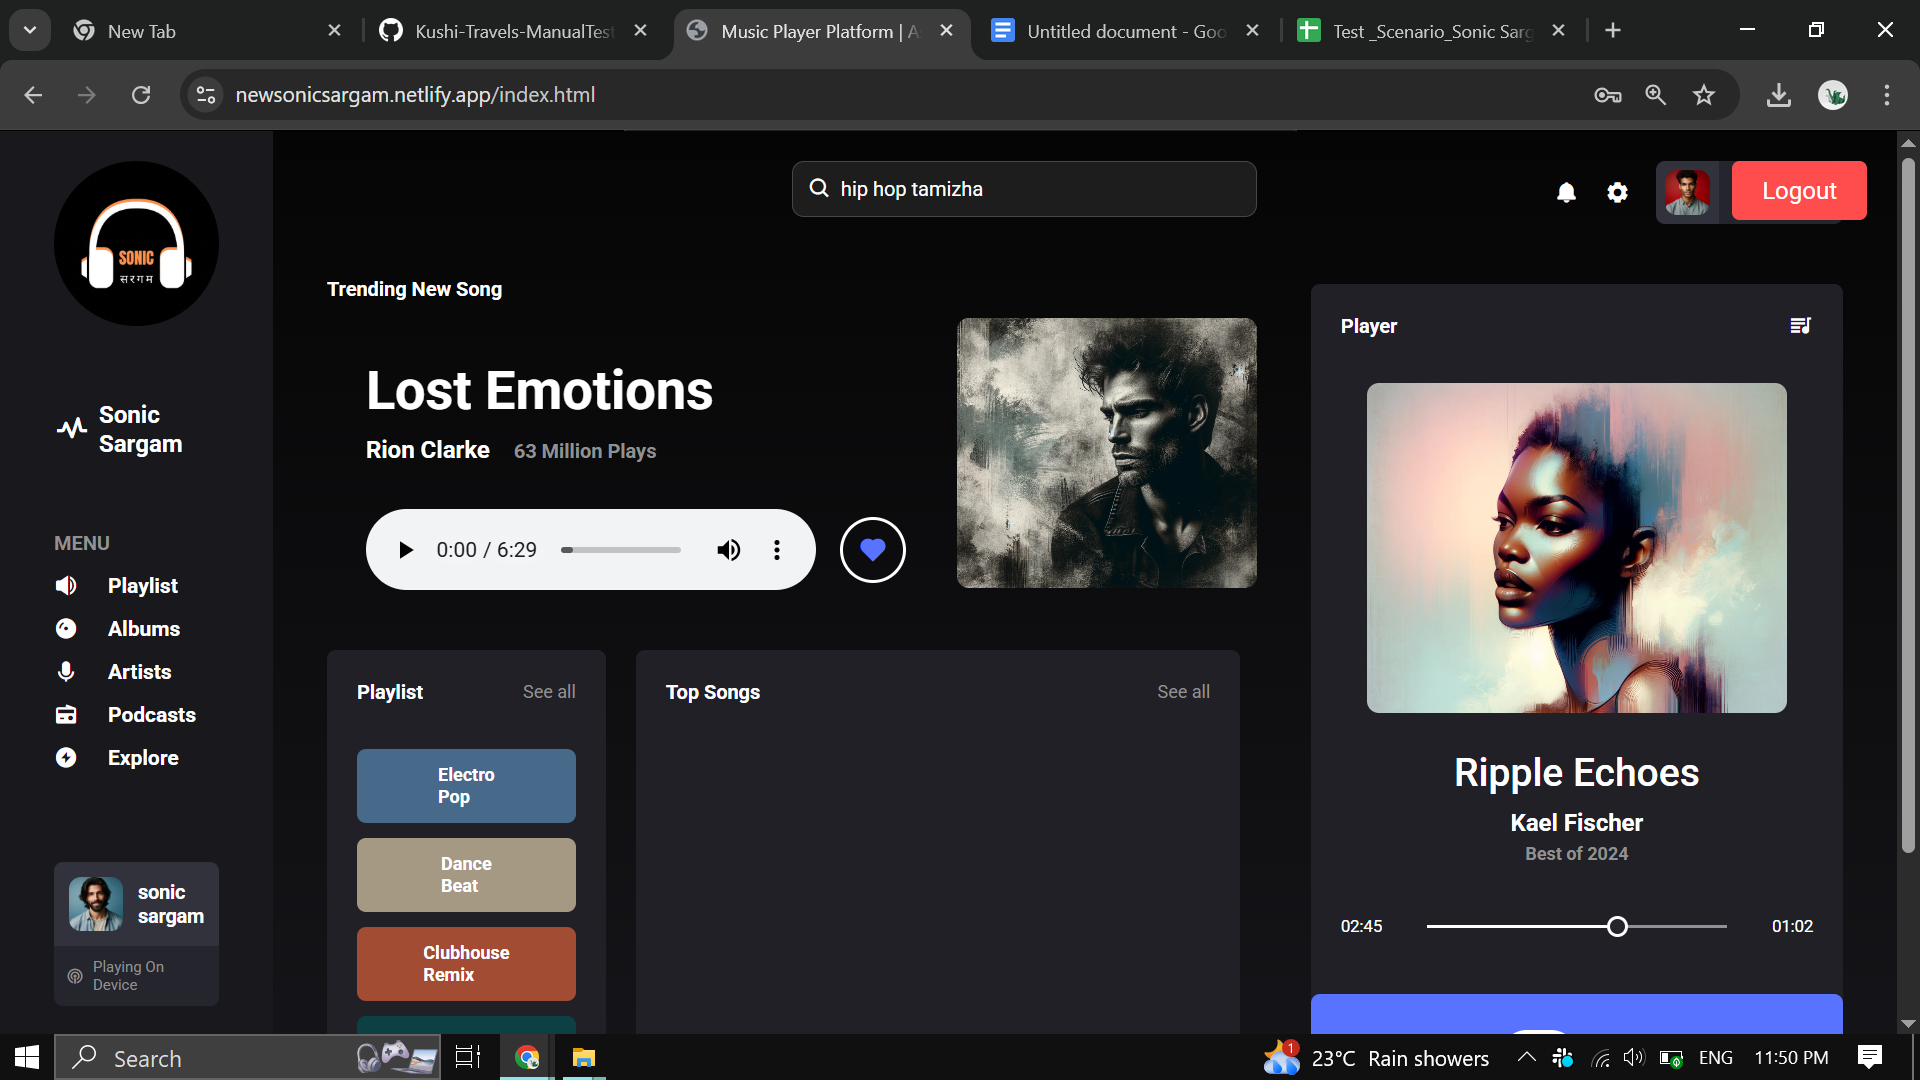 New Tab
Kushi-Travels-ManualTest
Music Player Platform | A
Untitled document - Goo
Test _Scenario_Sonic Sarg
newsonicsargam.netlify.app/index.html
SONIC
सरगम
hip hop tamizha
Logout
Sonic
Sargam
MENU
Playlist
Albums
Artists
Podcasts
Explore
sonic
sargam
Playing On
Device
Trending New Song
Lost Emotions
Rion Clarke 63 Million Plays
0:00 / 6:29
Playlist See all
Electro
Pop
Dance
Beat
Clubhouse
Remix
Top Songs See all
Player
Ripple Echoes
Kael Fischer
Best of 2024
02:45 01:02
Search
1
23°C Rain showers
ENG
11:50 PM